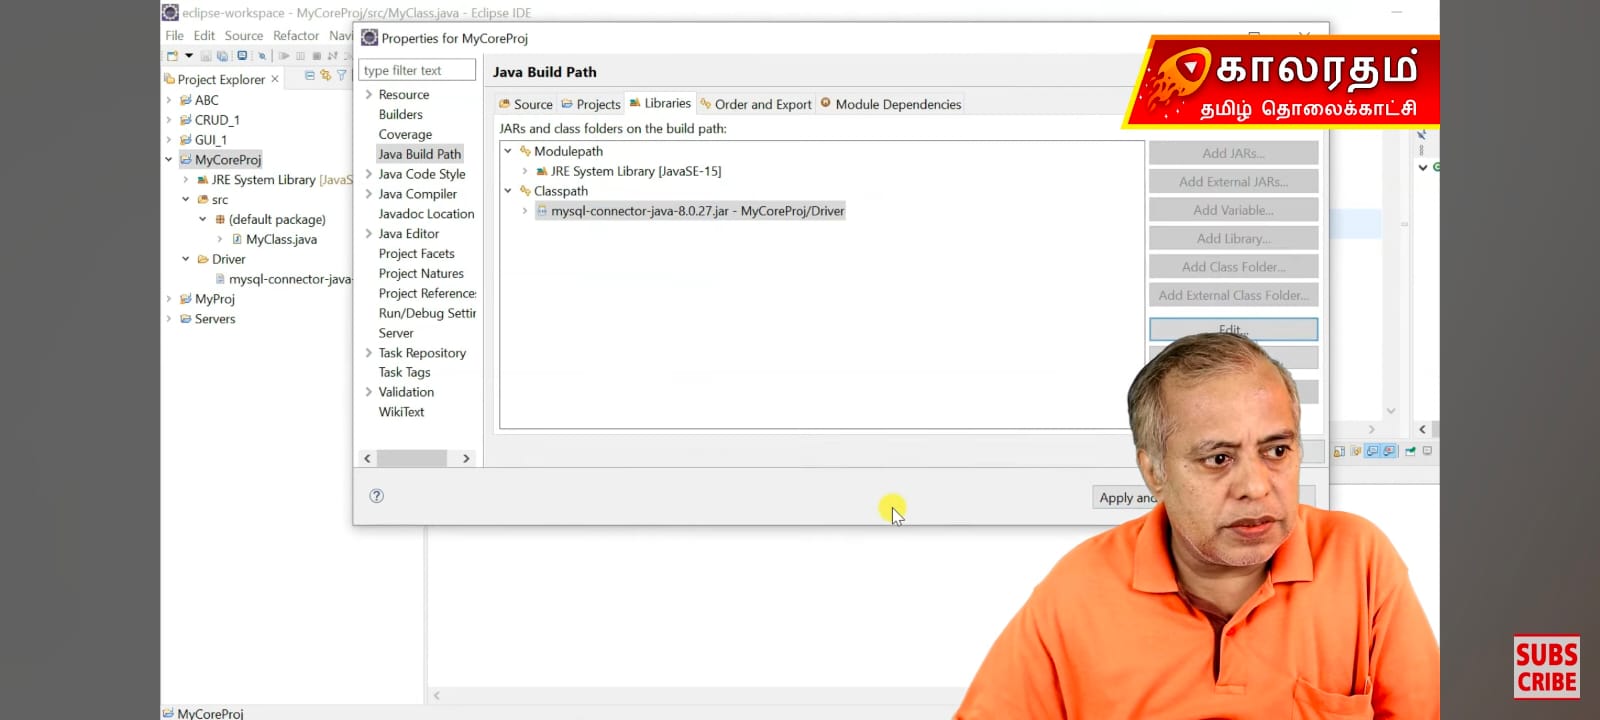 eclipse-workspace - MyCoreProj/src/MyClass.java - Eclipse IDE
File Edit Source Refactor Navi
Project Explorer
ABC
CRUD_1
GUI_1
MyCoreProj
JRE System Library [JavaS
src
(default package)
MyClass.java
Driver
mysql-connector-java-
MyProj
Servers
Properties for MyCoreProj
type filter text
Resource
Builders
Coverage
Java Build Path
Java Code Style
Java Compiler
Javadoc Location
Java Editor
Project Facets
Project Natures
Project References
Run/Debug Settin
Server
Task Repository
Task Tags
Validation
WikiText
Java Build Path
Source Projects Libraries Order and Export Module Dependencies
JARs and class folders on the build path:
Modulepath
JRE System Library [JavaSE-15]
Classpath
mysql-connector-java-8.0.27.jar - MyCoreProj/Driver
Add JARs...
Add External JARs...
Add Variable...
Add Library...
Add Class Folder...
Add External Class Folder...
Edit...
Apply and
காலரதம்
தமிழ் தொலைக்காட்சி
SUBS
CRIBE
MyCoreProj